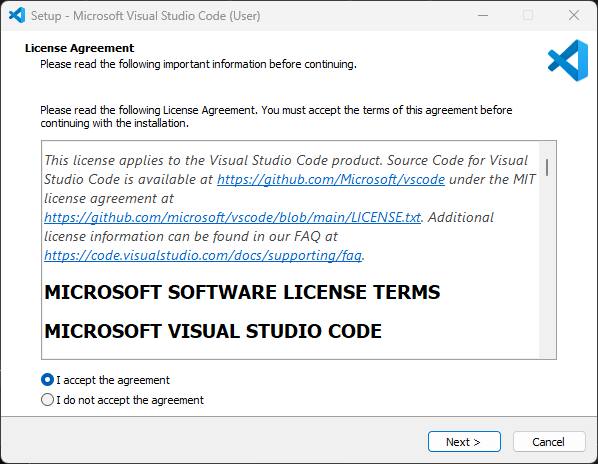 Setup - Microsoft Visual Studio Code (User)
License Agreement
Please read the following important information before continuing.
Please read the following License Agreement. You must accept the terms of this agreement before
continuing with the installation.
This license applies to the Visual Studio Code product. Source Code for Visual
Studio Code is available at https://github.com/Microsoft/vscode under the MIT
license agreement at
https://github.com/microsoft/vscode/blob/main/LICENSE.txt. Additional
license information can be found in our FAQ at
https://code.visualstudio.com/docs/supporting/faq.
MICROSOFT SOFTWARE LICENSE TERMS
MICROSOFT VISUAL STUDIO CODE
I accept the agreement
I do not accept the agreement
Next >
Cancel